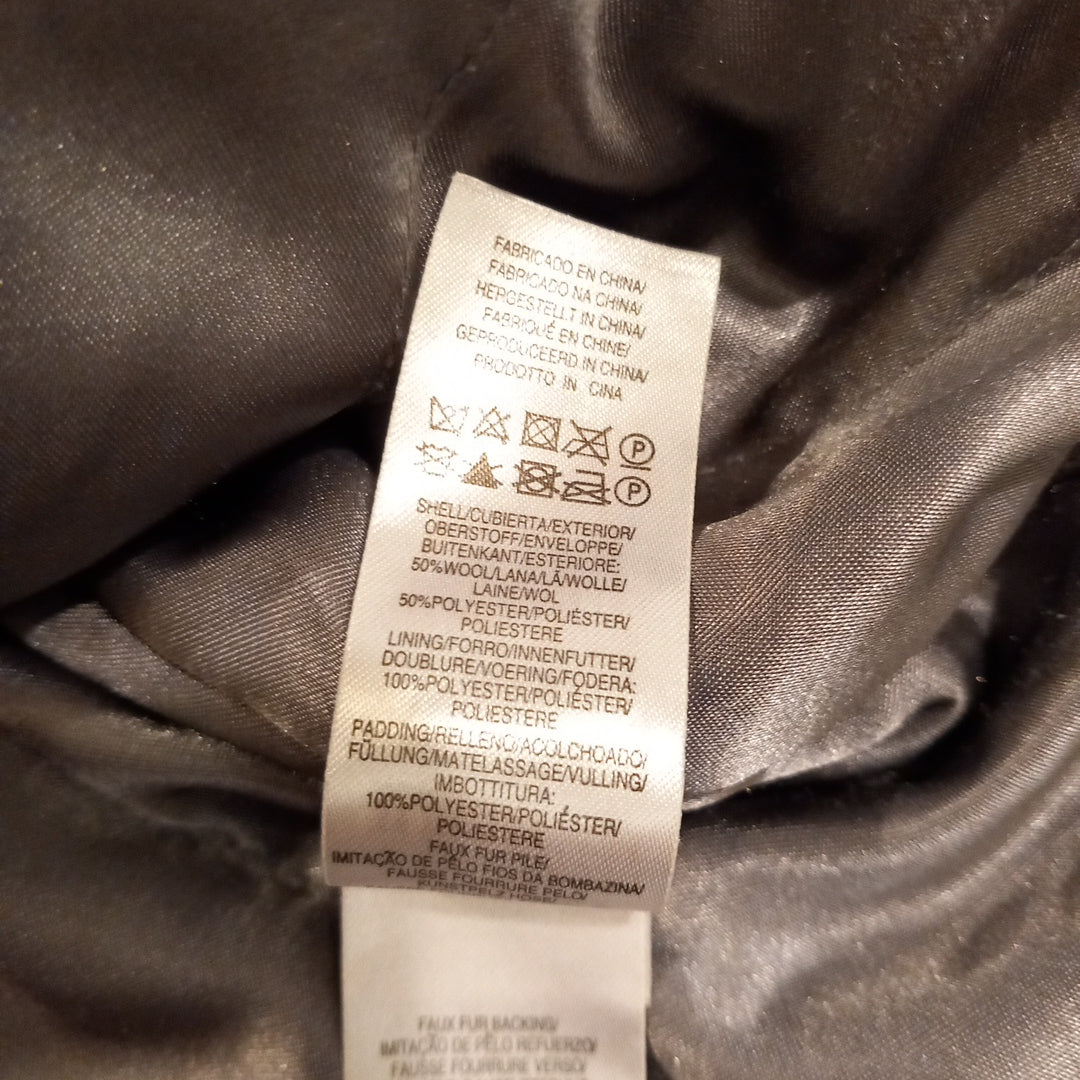 FABRICADO EN CHINA/
FABRICADO NA CHINA/
HERGESTELLT IN CHINA/
FABRIQUÉ EN CHINE/
GEPRODUCEERD IN CHINA/
PRODOTTO IN CINA
P
P
SHELL/CUBIERTA/EXTERIOR/
OBERSTOFF/ENVELOPPE/
BUITENKANT/ESTERIORE:
50%WOOL/LANA/LÃ/WOLLE/
LAINE/WOL
50%POLYESTER/POLIÉSTER/
POLIESTERE
LINING/FORRO/INNENFUTTER/
DOUBLURE/VOERING/FODERA:
100%POLYESTER/POLIÉSTER/
POLIESTERE
PADDING/RELLENO/ACOLCHOADO/
FÜLLUNG/MATELASSAGE/VULLING/
IMBOTTITURA:
100%POLYESTER/POLIÉSTER/
POLIESTERE
FAUX FUR PILE/
IMITAÇÃO DE PÊLO FIOS DA BOMBAZINA/
FAUSSE FOURRURE PELO/
KUNSTPELZ,HOSE/
FAUX FUR BACKING/
IMITAÇÃO DE PÊLO REFUERZO/
FAUSSE FOURRURE VERSO/